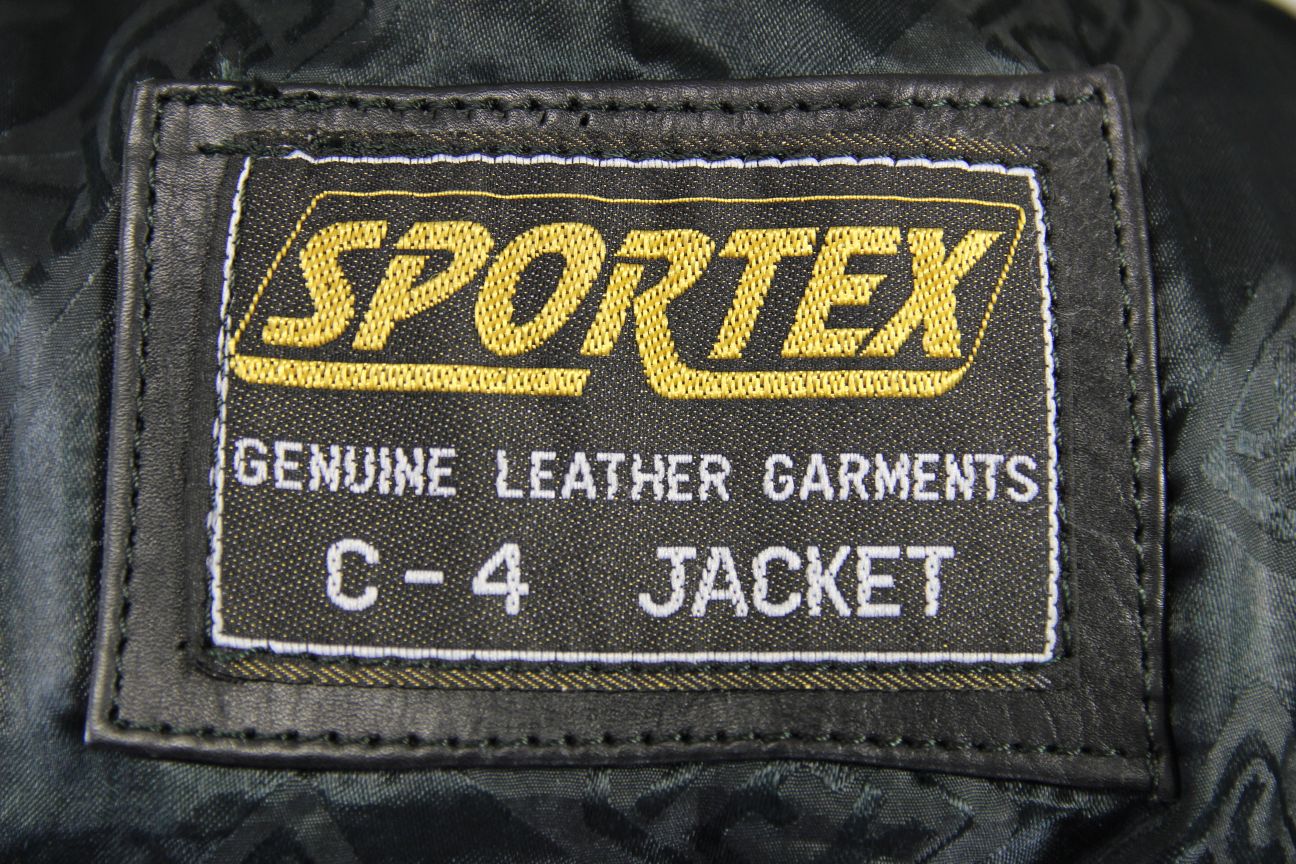 SPORTEX
GENUINE LEATHER GARMENTS
C-4 JACKET